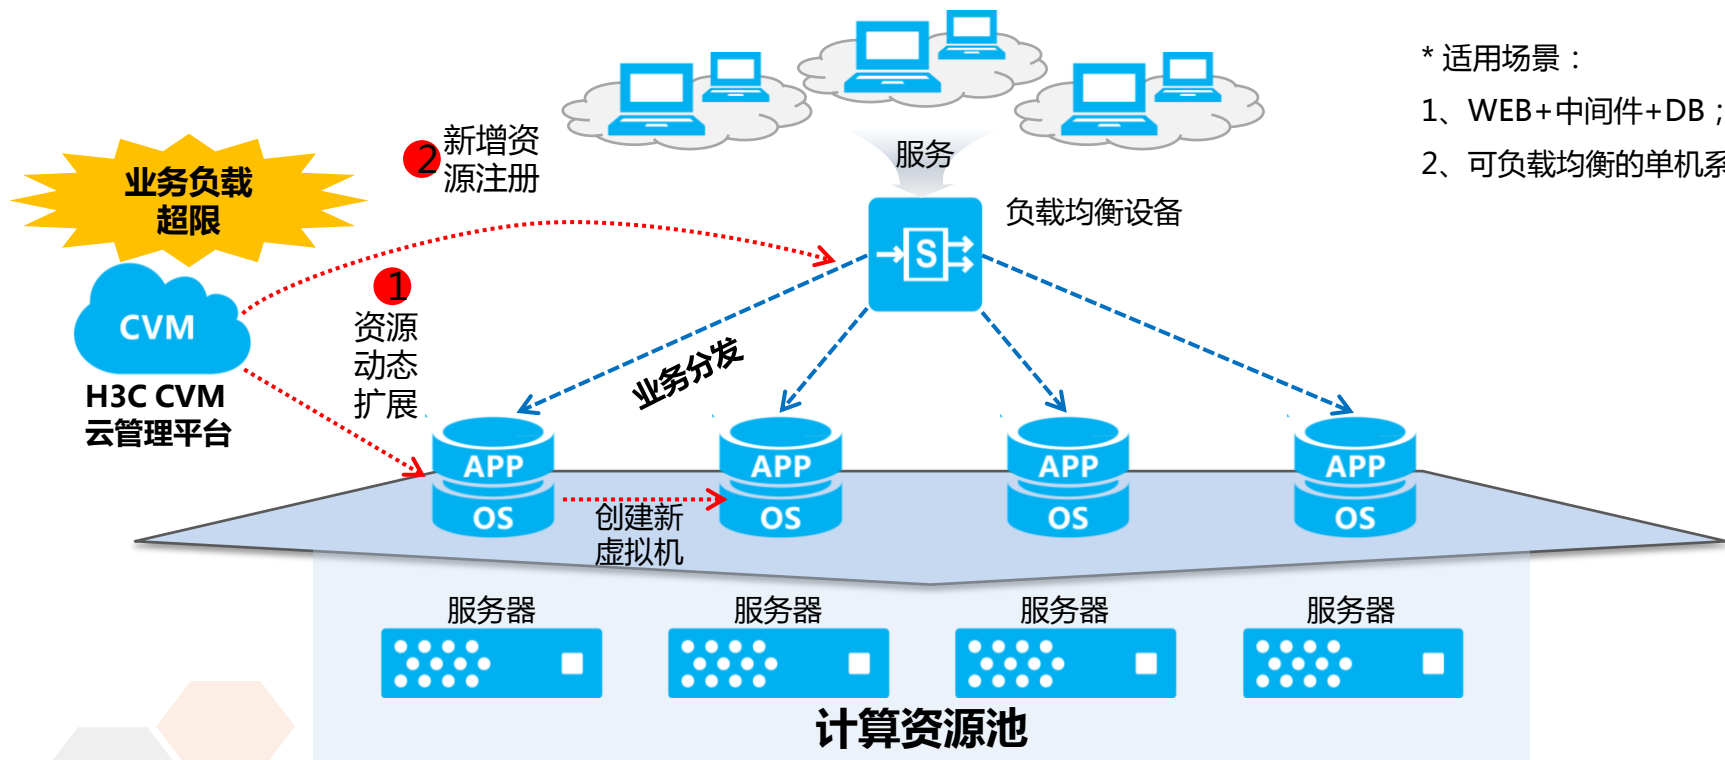 * 适用场景：
1、WEB+中间件+DB；
2、可负载均衡的单机系
服务
负载均衡设备
S
2
新增资
源注册
业务负载
超限
CVM
H3C CVM
云管理平台
1
资源
动态
扩展
业务分发
APP
OS
APP
OS
APP
OS
APP
OS
创建新
虚拟机
服务器
服务器
服务器
服务器
计算资源池